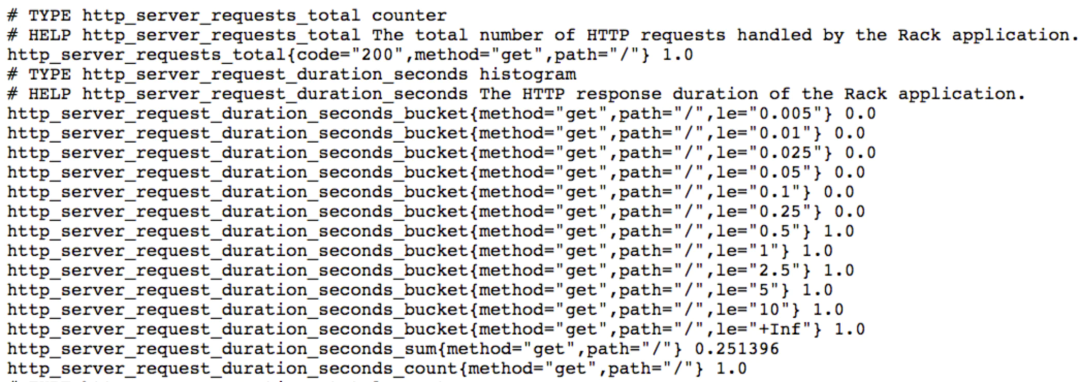 # TYPE http_server_requests_total counter
# HELP http_server_requests_total The total number of HTTP requests handled by the Rack application.
http_server_requests_total{code="200",method="get",path="/"} 1.0
# TYPE http_server_request_duration_seconds histogram
# HELP http_server_request_duration_seconds The HTTP response duration of the Rack application.
http_server_request_duration_seconds_bucket{method="get",path="/",le="0.005"} 0.0
http_server_request_duration_seconds_bucket{method="get",path="/",le="0.01"} 0.0
http_server_request_duration_seconds_bucket{method="get",path="/",le="0.025"} 0.0
http_server_request_duration_seconds_bucket{method="get",path="/",le="0.05"} 0.0
http_server_request_duration_seconds_bucket{method="get",path="/",le="0.1"} 0.0
http_server_request_duration_seconds_bucket{method="get",path="/",le="0.25"} 0.0
http_server_request_duration_seconds_bucket{method="get",path="/",le="0.5"} 1.0
http_server_request_duration_seconds_bucket{method="get",path="/",le="1"} 1.0
http_server_request_duration_seconds_bucket{method="get",path="/",le="2.5"} 1.0
http_server_request_duration_seconds_bucket{method="get",path="/",le="5"} 1.0
http_server_request_duration_seconds_bucket{method="get",path="/",le="10"} 1.0
http_server_request_duration_seconds_bucket{method="get",path="/",le="+Inf"} 1.0
http_server_request_duration_seconds_sum{method="get",path="/"} 0.251396
http_server_request_duration_seconds_count{method="get",path="/"} 1.0